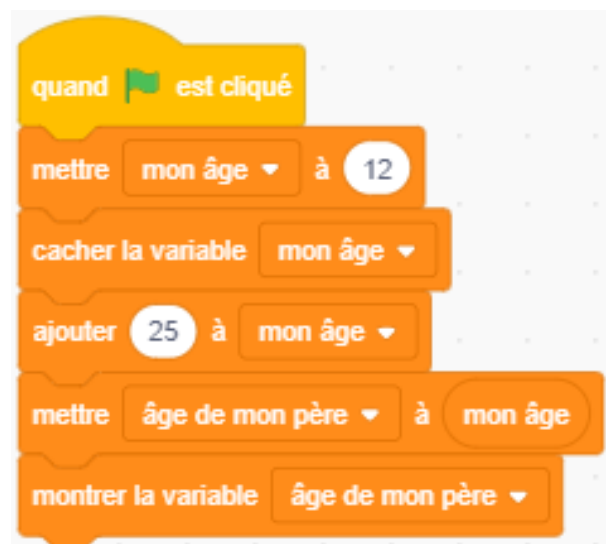 quand est cliqué
mettre mon âge à 12
cacher la variable mon âge
ajouter 25 à mon âge
mettre âge de mon père à mon âge
montrer la variable âge de mon père